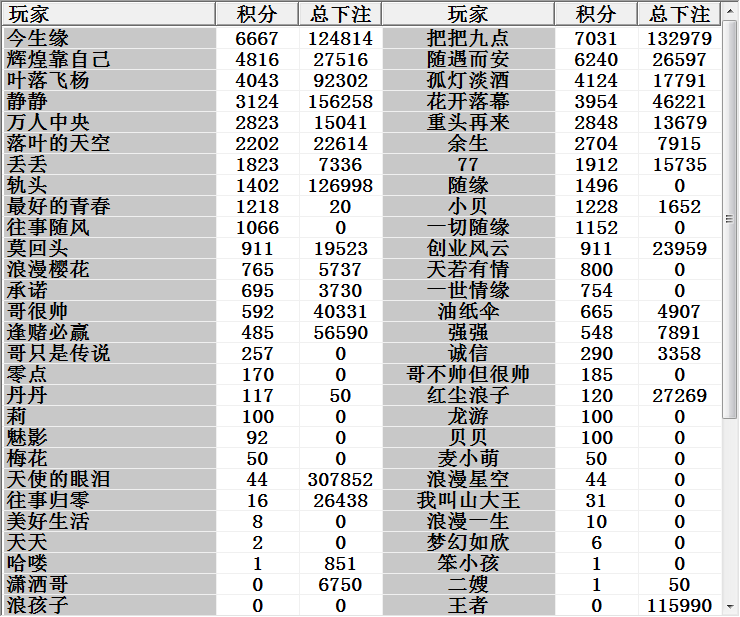 玩家 积分 总下注 玩家 积分 总下注
今生缘 6667 124814 把把九点 7031 132979
辉煌靠自己 4816 27516 随遇而安 6240 26597
叶落飞杨 4043 92302 孤灯淡酒 4124 17791
静静 3124 156258 花开落幕 3954 46221
万人中央 2823 15041 重头再来 2848 13679
落叶的天空 2202 22614 余生 2704 7915
丢丢 1823 7336 77 1912 15735
轨头 1402 126998 随缘 1496 0
最好的青春 1218 20 小贝 1228 1652
往事随风 1066 0 一切随缘 1152 0
莫回头 911 19523 创业风云 911 23959
浪漫樱花 765 5737 天若有情 800 0
承诺 695 3730 一世情缘 754 0
哥很帅 592 40331 油纸伞 665 4907
逢赌必赢 485 56590 强强 548 7891
哥只是传说 257 0 诚信 290 3358
零点 170 0 哥不帅但很帅 185 0
丹丹 117 50 红尘浪子 120 27269
莉 100 0 龙游 100 0
魅影 92 0 贝贝 100 0
梅花 50 0 麦小萌 50 0
天使的眼泪 44 307852 浪漫星空 44 0
往事归零 16 26438 我叫山大王 31 0
美好生活 8 0 浪漫一生 10 0
天天 2 0 梦幻如欣 6 0
哈喽 1 851 笨小孩 1 0
潇洒哥 0 6750 二嫂 1 50
浪孩子 0 0 王者 0 115990